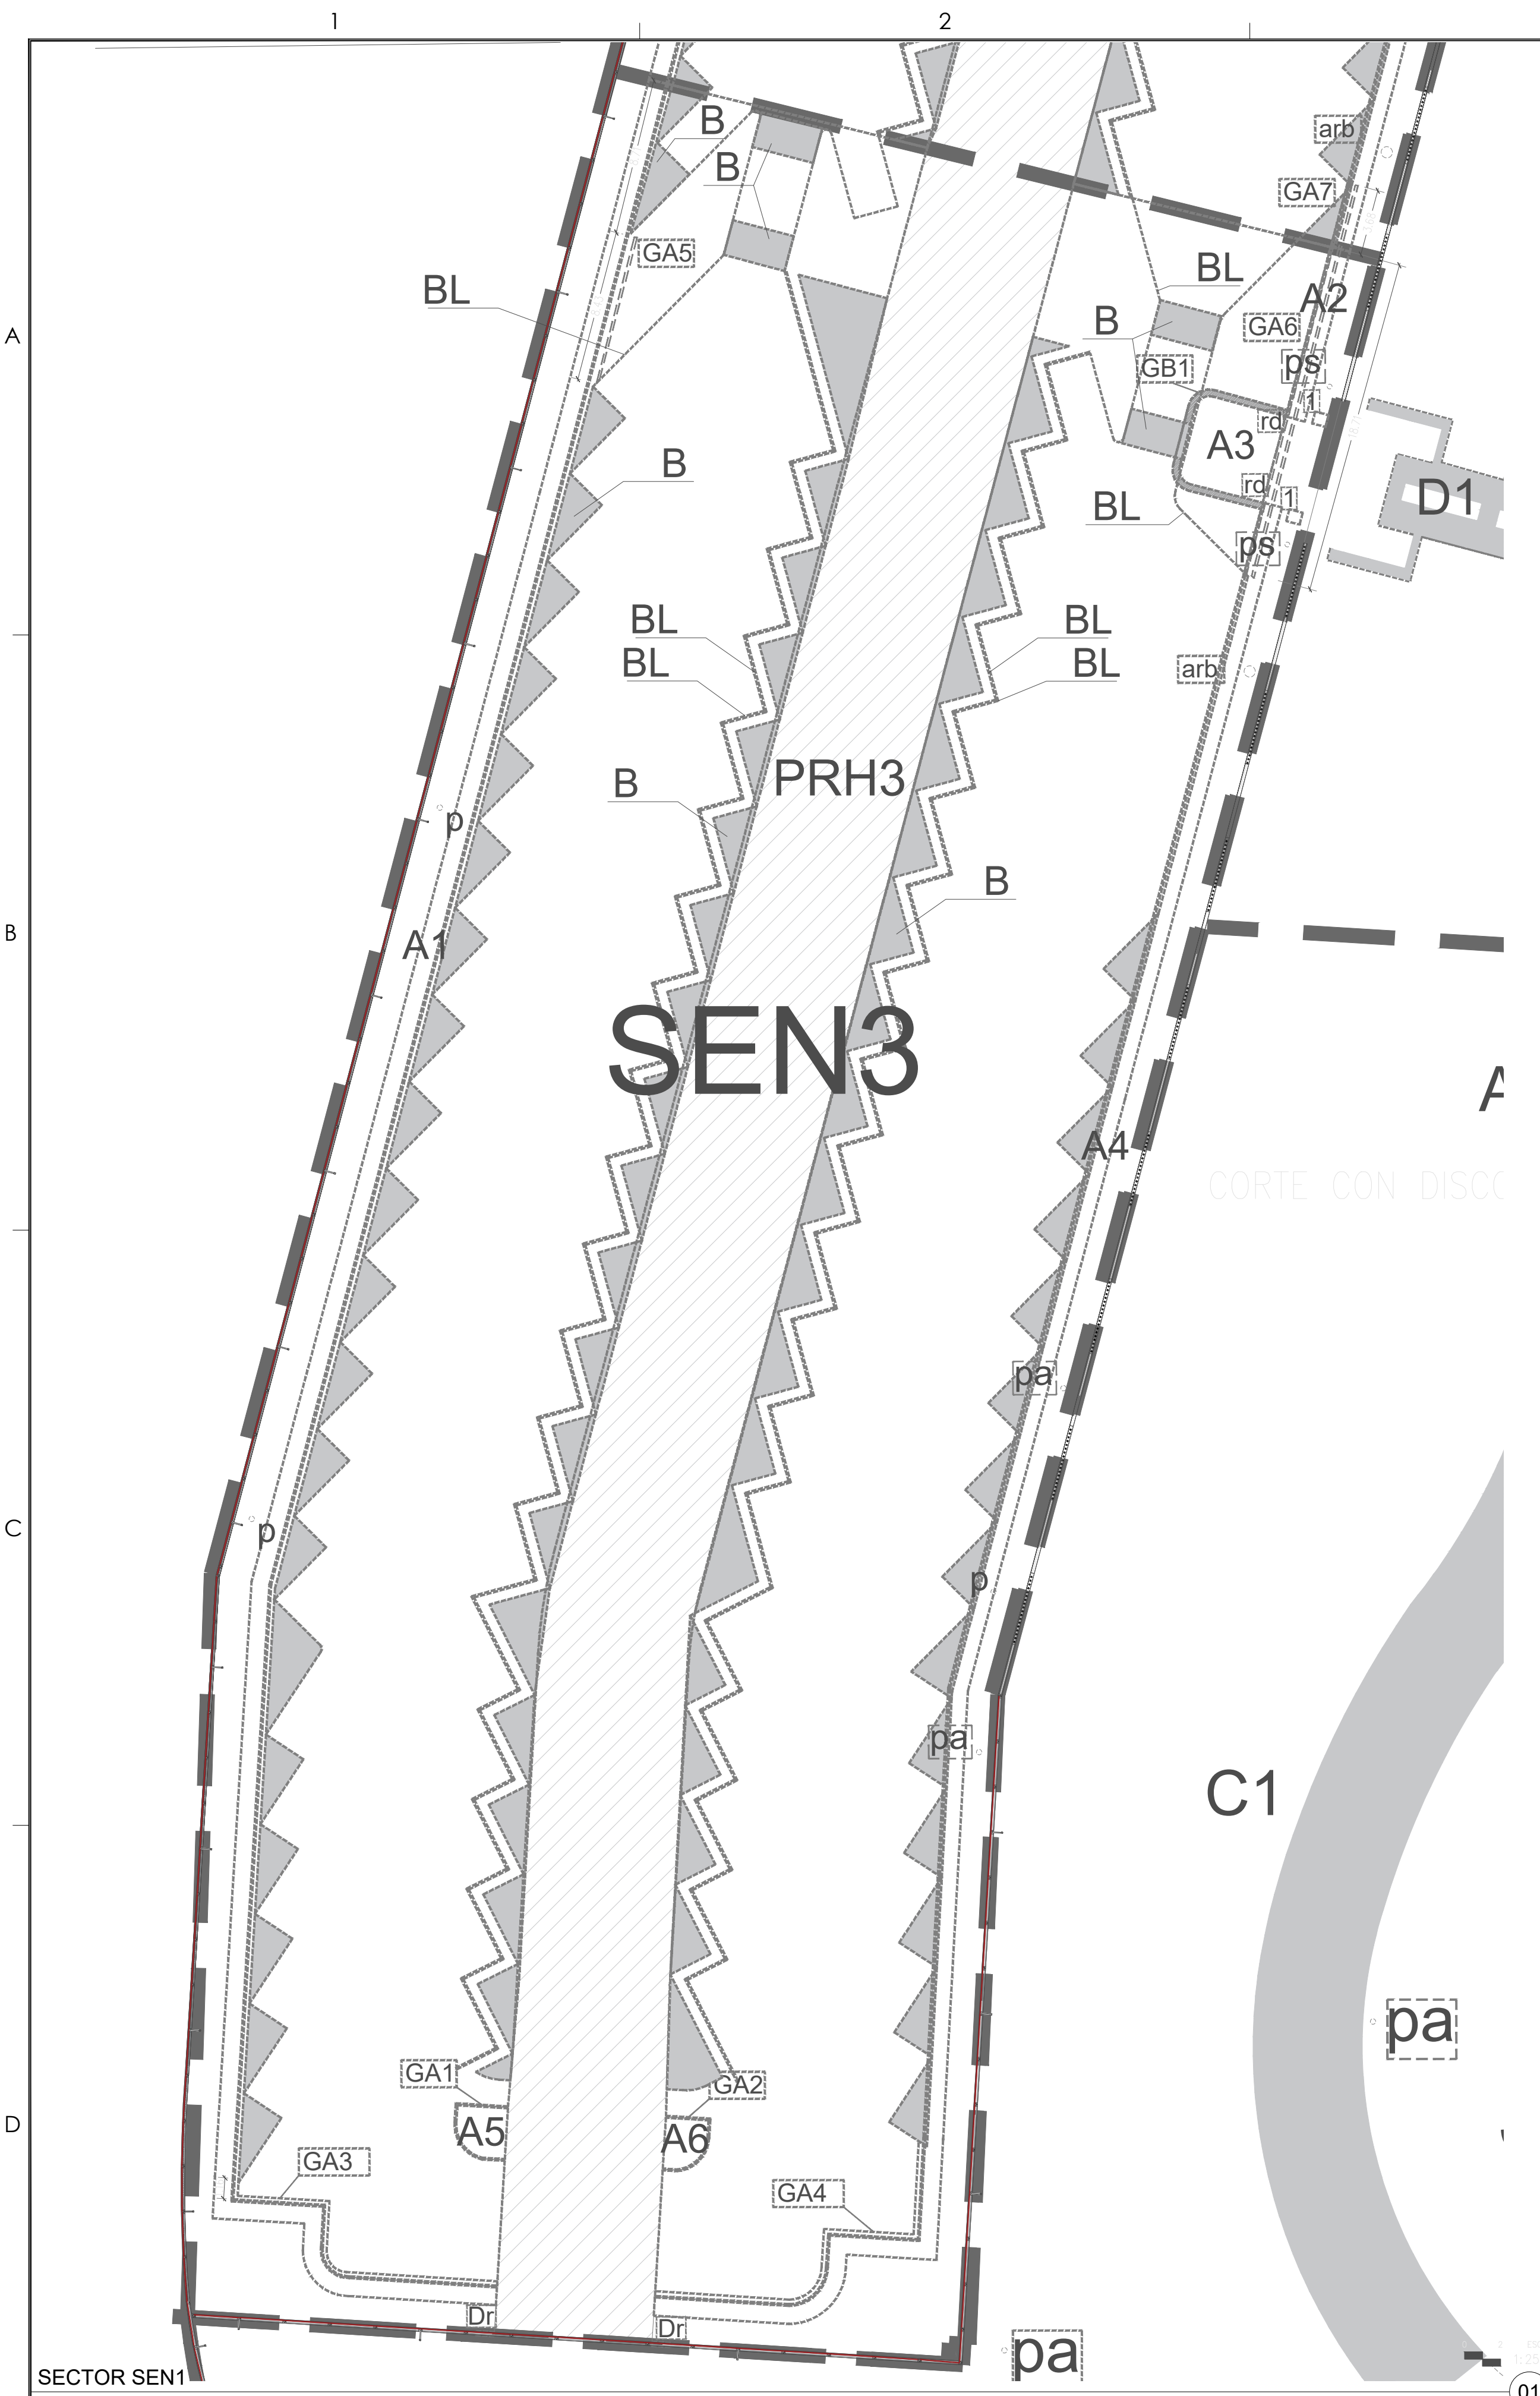 1
2
arb
B
B
GA7
GA5
BL
BL
A2
A
B
GA6
ps
GB1
1
rd
A3
B
rd
1
D1
BL
ps
BL
BL
BL
BL
arb
PRH3
B
p
B
B
A1
SEN3
A
A4
CORTE CON DISCO
pa
C
p
p
pa
C1
pa
GA1
GA2
D
A5
A6
GA3
GA4
Dr
Dr
pa
SECTOR SEN1
01